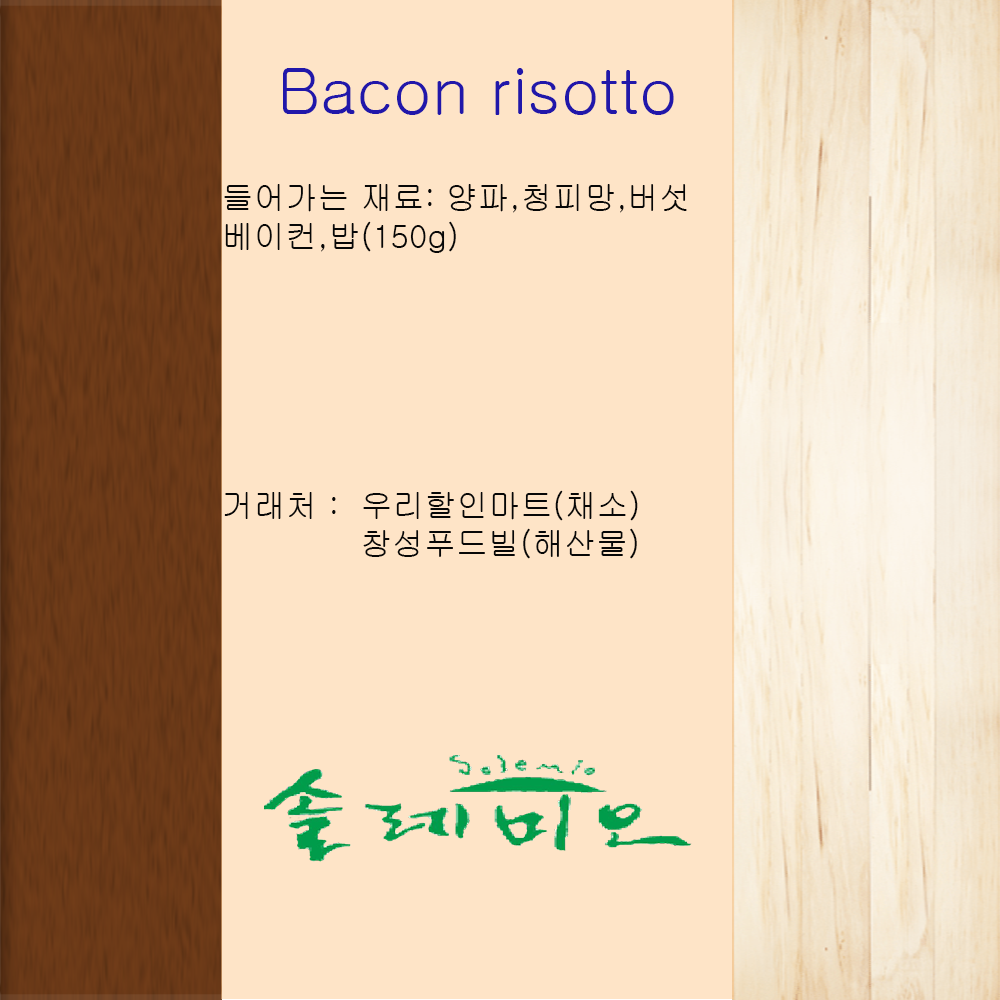 Bacon risotto
들어가는 재료: 양파,청피망,버섯
베이컨,밥(150g)
거래처 : 우리할인마트(채소)
창성푸드빌(해산물)
Solemio
솔레미오